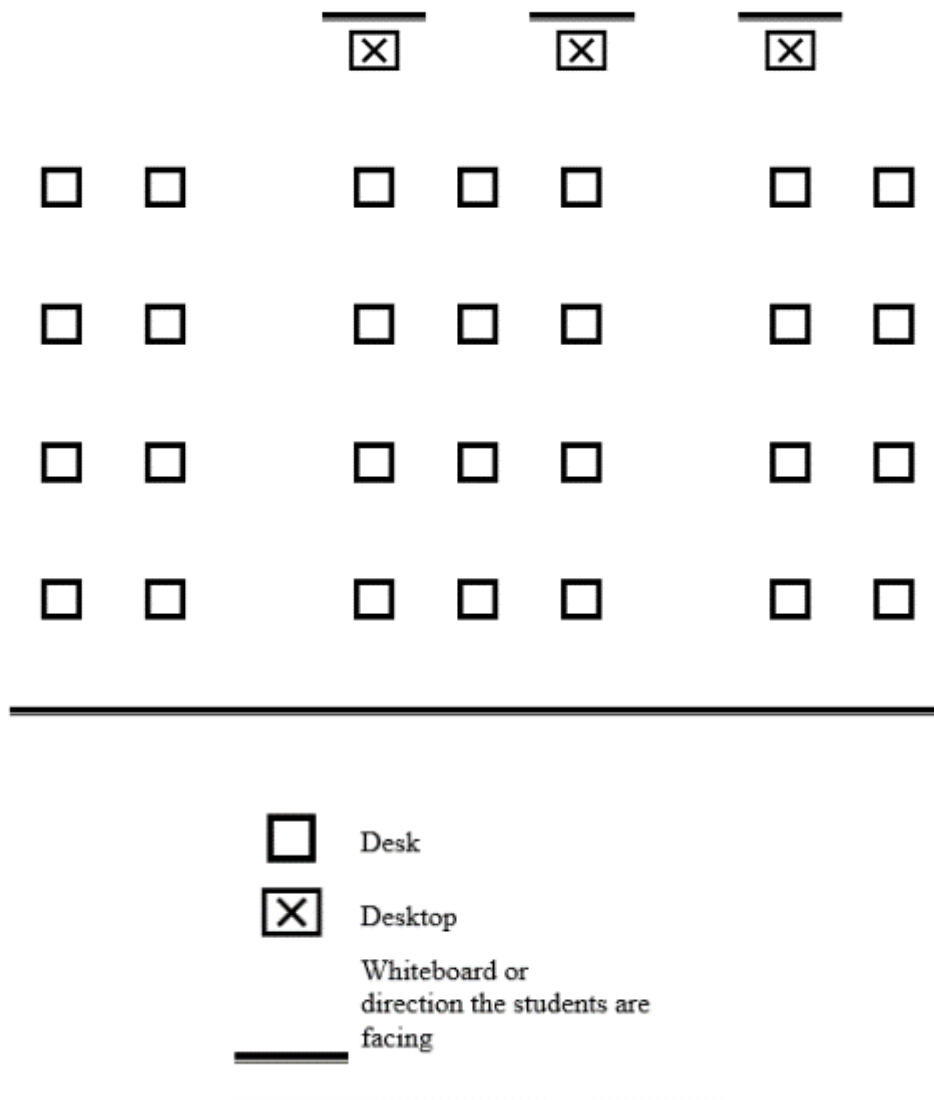 Desk
Desktop
Whiteboard or
direction the students are
facing